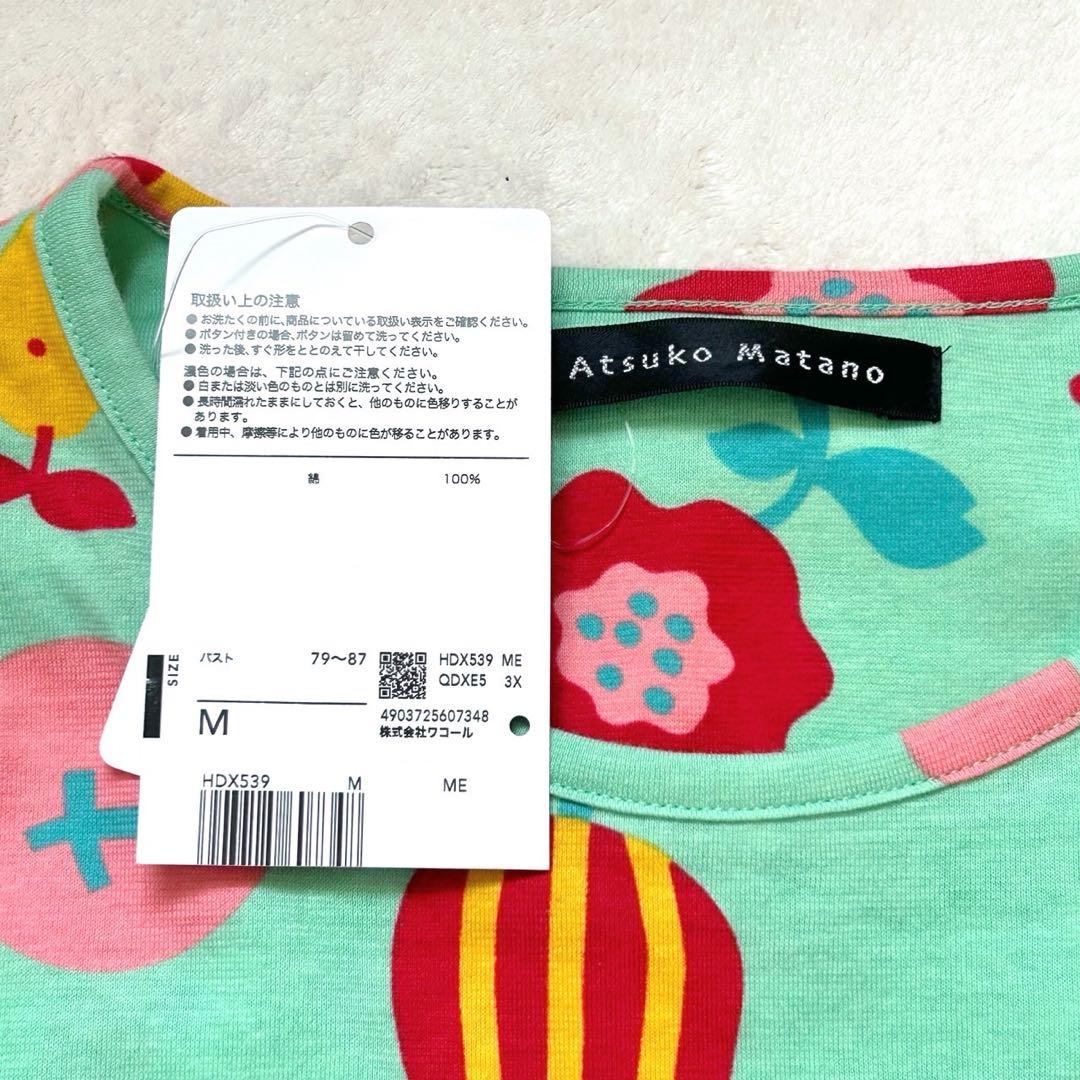 取扱い上の注意
● お洗たくの前に、商品についている取扱い表示をご確認ください。
● ボタン付きの場合、ボタンは留めて洗ってください。
● 洗った後、すぐ形をととのえて干してください。
濃色の場合は、下記の点にご注意ください。
● 白または淡い色のものとは別に洗ってください。
● 長時間濡れたままにしておくと、他のものに色移りすることが
あります。
● 着用中、摩擦等により他のものに色が移ることがあります。
綿 100%
SIZE
バスト 79〜87
M
HDX539 ME
QDXE5 3X
4903725607348
株式会社ワコール
HDX539 M ME
Atsuko Matano